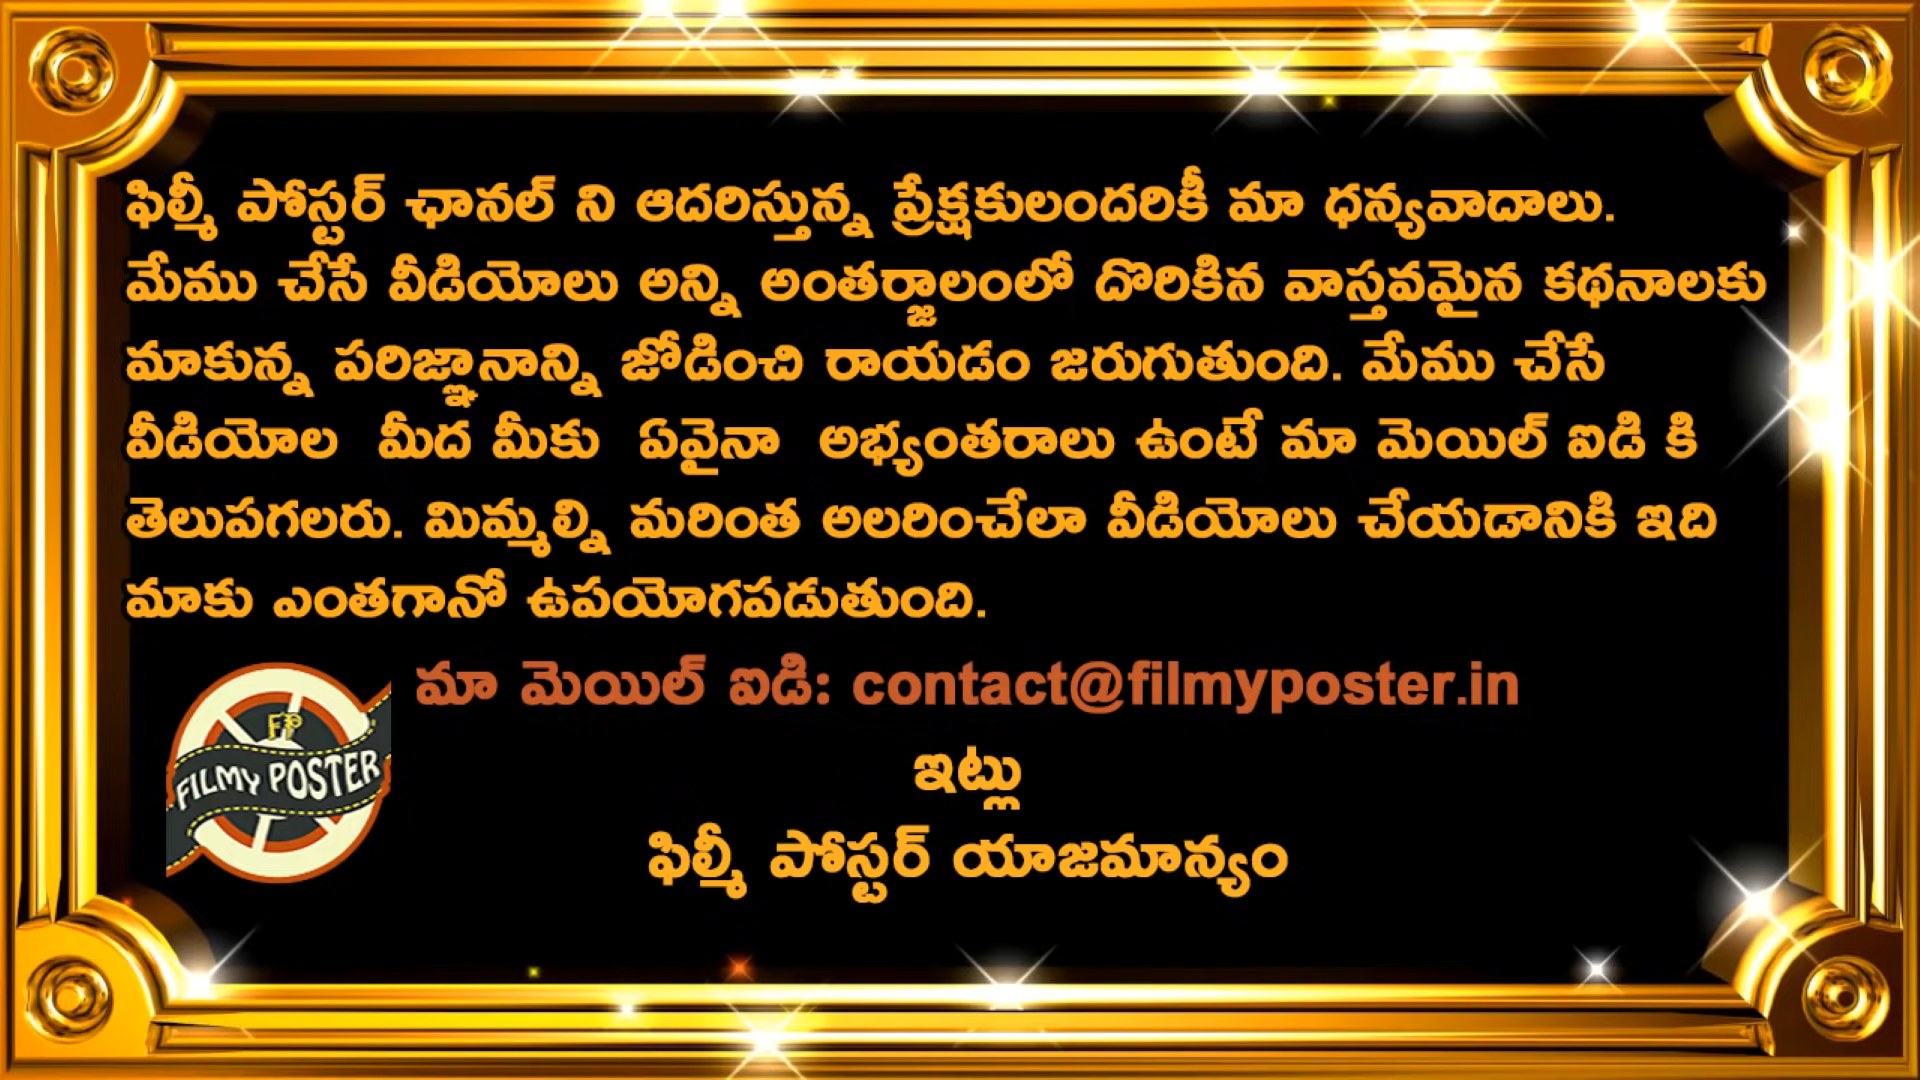 ఫిల్మీ పోస్టర్ ఛానల్ ని ఆదరిస్తున్న ప్రేక్షకులందరికీ మా ధన్యవాదాలు.
మేము చేసే వీడియోలు అన్ని అంతర్జాలంలో దొరికిన వాస్తవమైన కథనాలకు
మాకున్న పరిజ్ఞానాన్ని జోడించి రాయడం జరుగుతుంది. మేము చేసే
వీడియోల మీద మీకు ఏవైనా అభ్యంతరాలు ఉంటే మా మెయిల్ ఐడి కి
తెలుపగలరు. మిమ్మల్ని మరింత అలరించేలా వీడియోలు చేయడానికి ఇది
మాకు ఎంతగానో ఉపయోగపడుతుంది.
మా మెయిల్ ఐడి: contact@filmyposter.in
FP
FILMY POSTER
ఇట్లు
ఫిల్మీ పోస్టర్ యాజమాన్యం